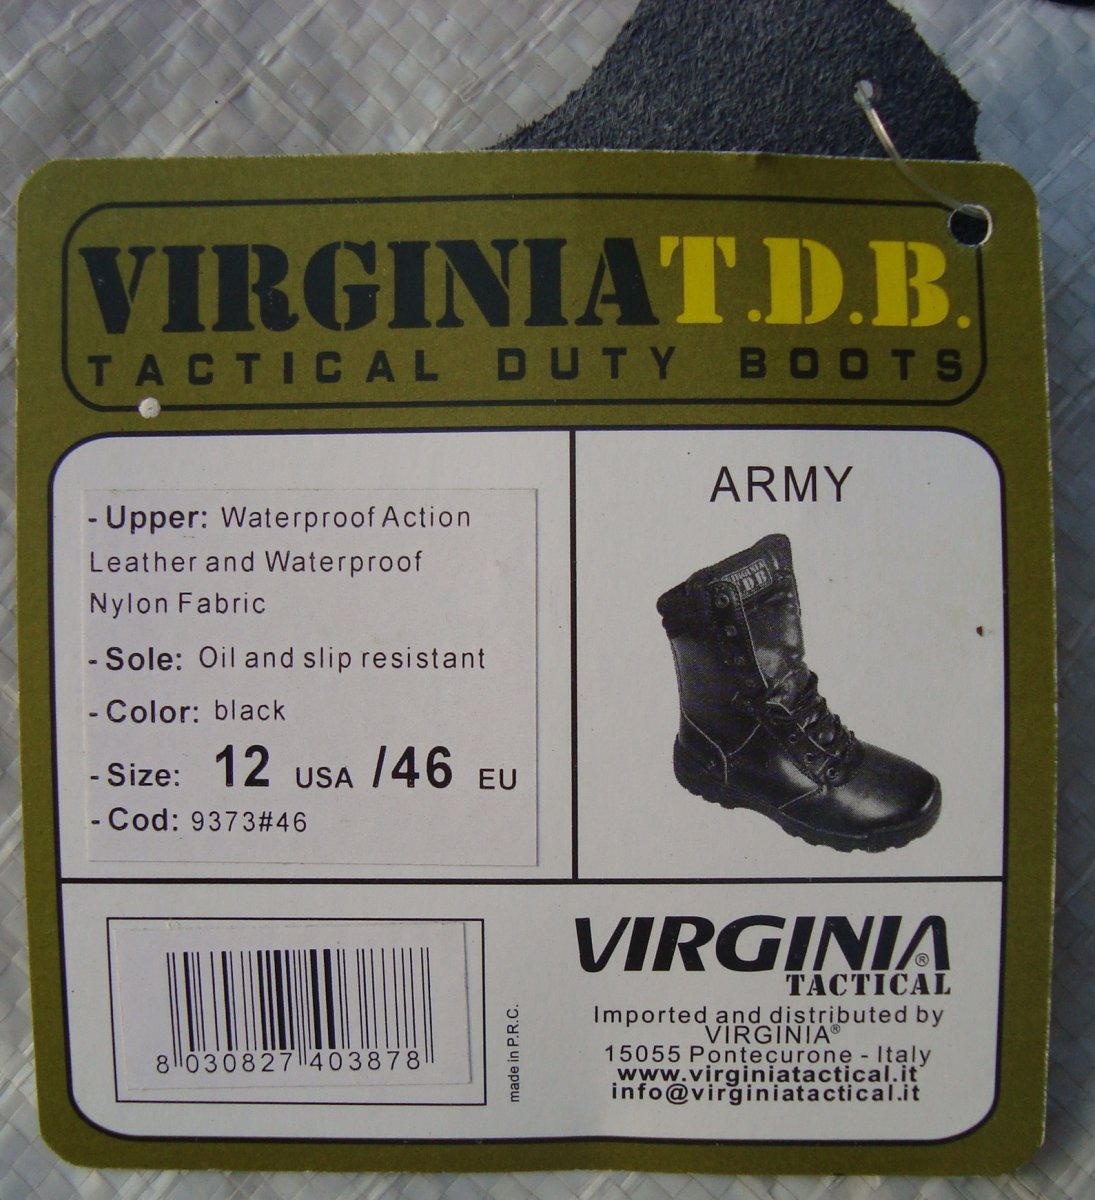 VIRGINIA T.D.B.
TACTICAL DUTY BOOTS
- Upper: Waterproof Action
Leather and Waterproof
Nylon Fabric
- Sole: Oil and slip resistant
- Color: black
- Size: 12 USA /46 EU
- Cod: 9373#46
ARMY
VIRGINIA
T.D.B
8 030827 403878
made in P.R.C.
VIRGINIA®
TACTICAL
Imported and distributed by
VIRGINIA®
15055 Pontecurone - Italy
www.virginiatactical.it
info@virginiatactical.it